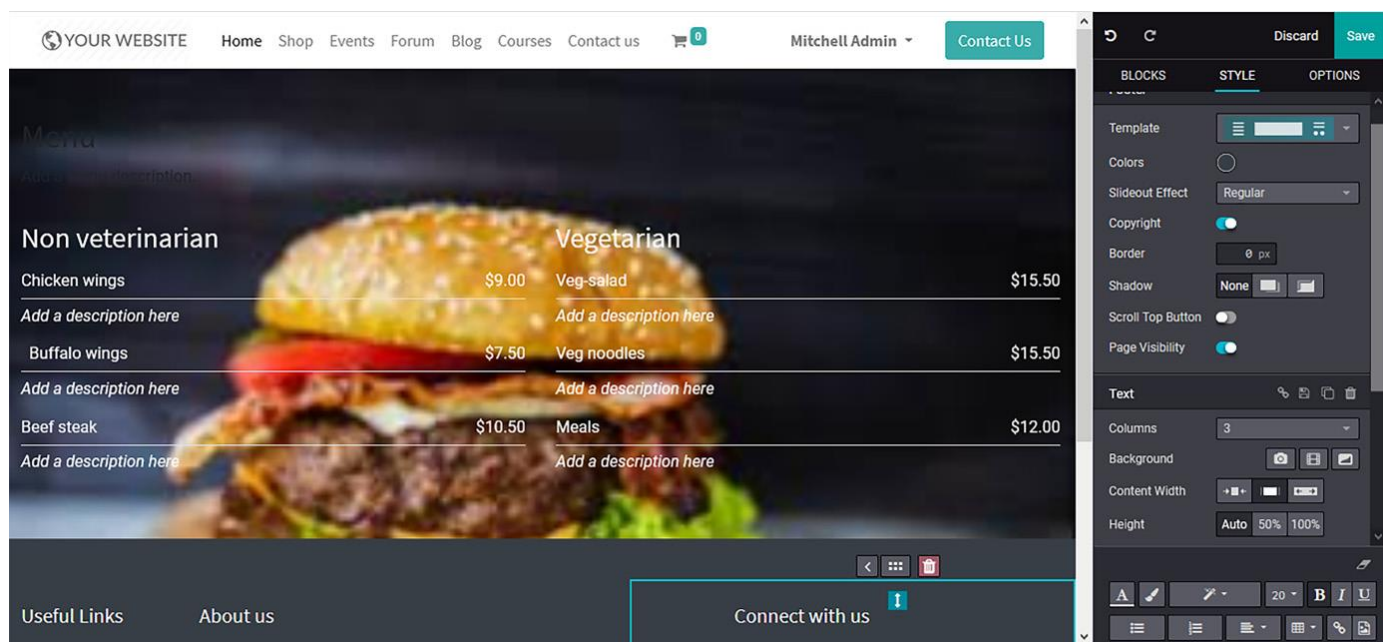 YOUR WEBSITE Home Shop Events Forum Blog Courses Contact us 0 Mitchell Admin Contact Us
Discard Save
BLOCKS STYLE OPTIONS
Footer
Menu
Add a menu description.
Non veterinarian
Chicken wings $9.00
Add a description here
Buffalo wings $7.50
Add a description here
Beef steak $10.50
Add a description here
Vegetarian
Veg-salad $15.50
Add a description here
Veg noodles $15.50
Add a description here
Meals $12.00
Add a description here
Useful Links
About us
Connect with us
Template
Colors
Slideout Effect Regular
Copyright
Border 0 px
Shadow None
Scroll Top Button
Page Visibility
Text
Columns 3
Background
Content Width
Height Auto 50% 100%
A 20 B I U